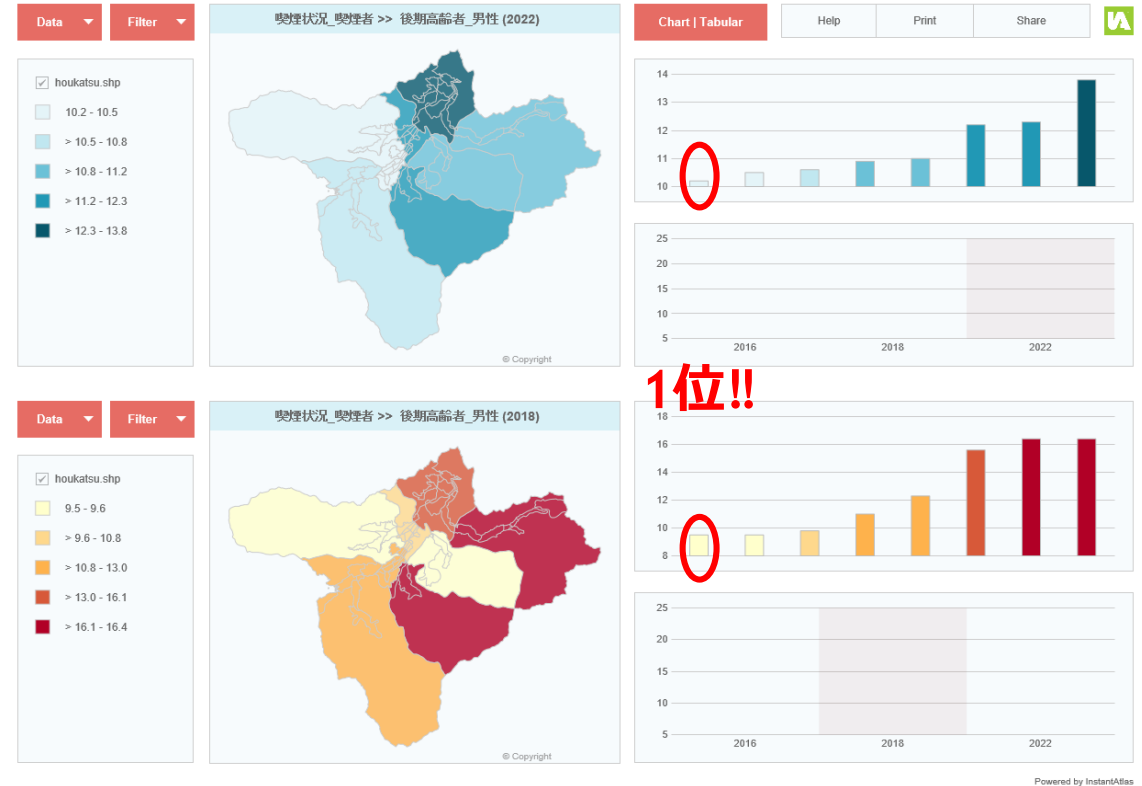 Data
Filter
喫煙状況_喫煙者 >> 後期高齢者_男性 (2022)
Chart | Tabular
Help
Print
Share
IA
houkatsu.shp
10.2 - 10.5
> 10.5 - 10.8
> 10.8 - 11.2
> 11.2 - 12.3
> 12.3 - 13.8
© Copyright
14
13
12
11
10
25
20
15
10
5
2016 2018 2022
1位!!
Data
Filter
喫煙状況_喫煙者 >> 後期高齢者_男性 (2018)
houkatsu.shp
9.5 - 9.6
> 9.6 - 10.8
> 10.8 - 13.0
> 13.0 - 16.1
> 16.1 - 16.4
© Copyright
18
16
14
12
10
8
25
20
15
10
5
2016 2018 2022
Powered by InstantAtlas